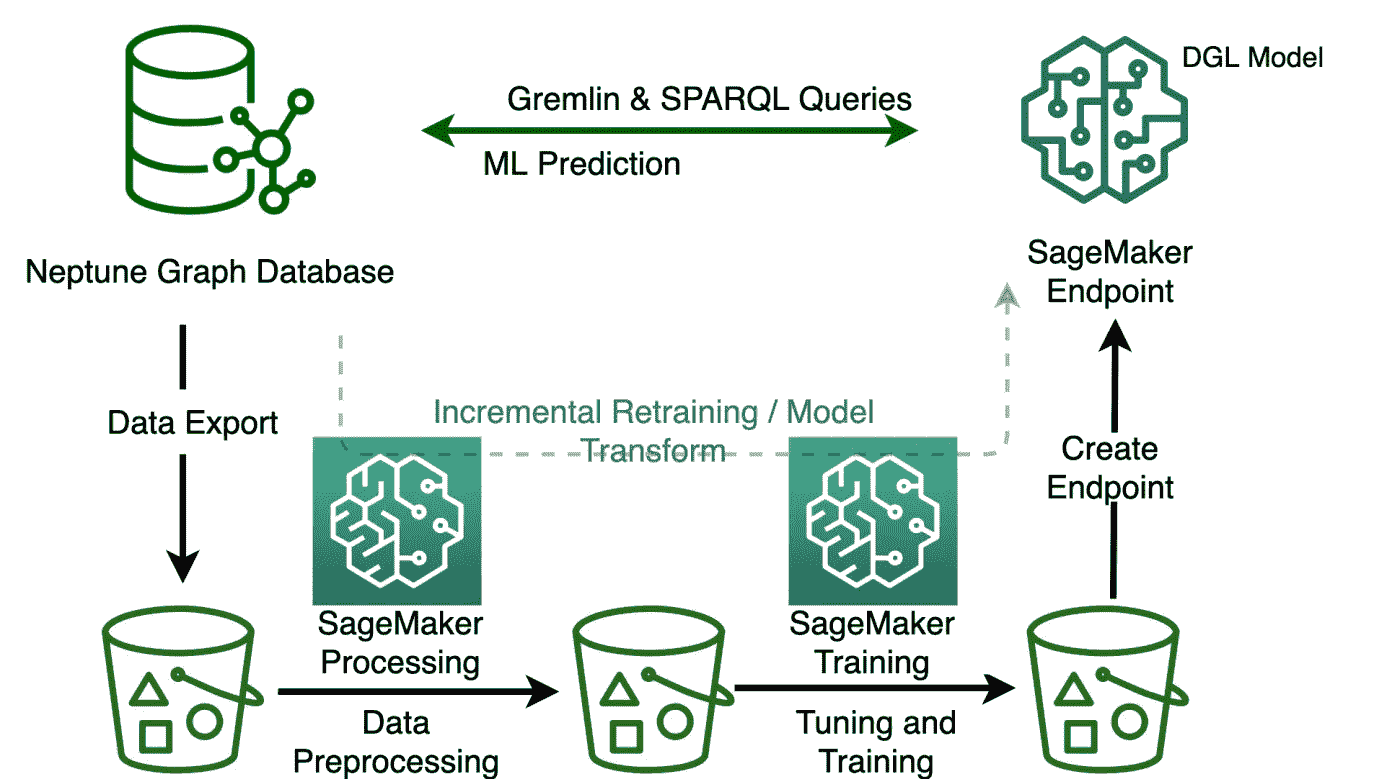 DGL Model
Gremlin & SPARQL Queries
ML Prediction
Neptune Graph Database
SageMaker
Endpoint
Data Export
Incremental Retraining / Model
Transform
Create
Endpoint
SageMaker
Processing
Data
Preprocessing
SageMaker
Training
Tuning and
Training